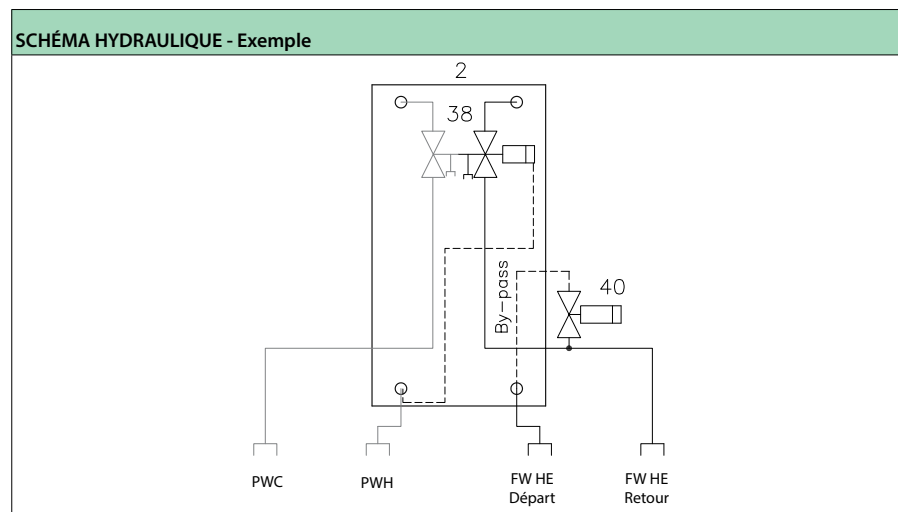 SCHÉMA HYDRAULIQUE - Exemple
2
38
By-pass
40
PWC
PWH
FW HE
Départ
FW HE
Retour